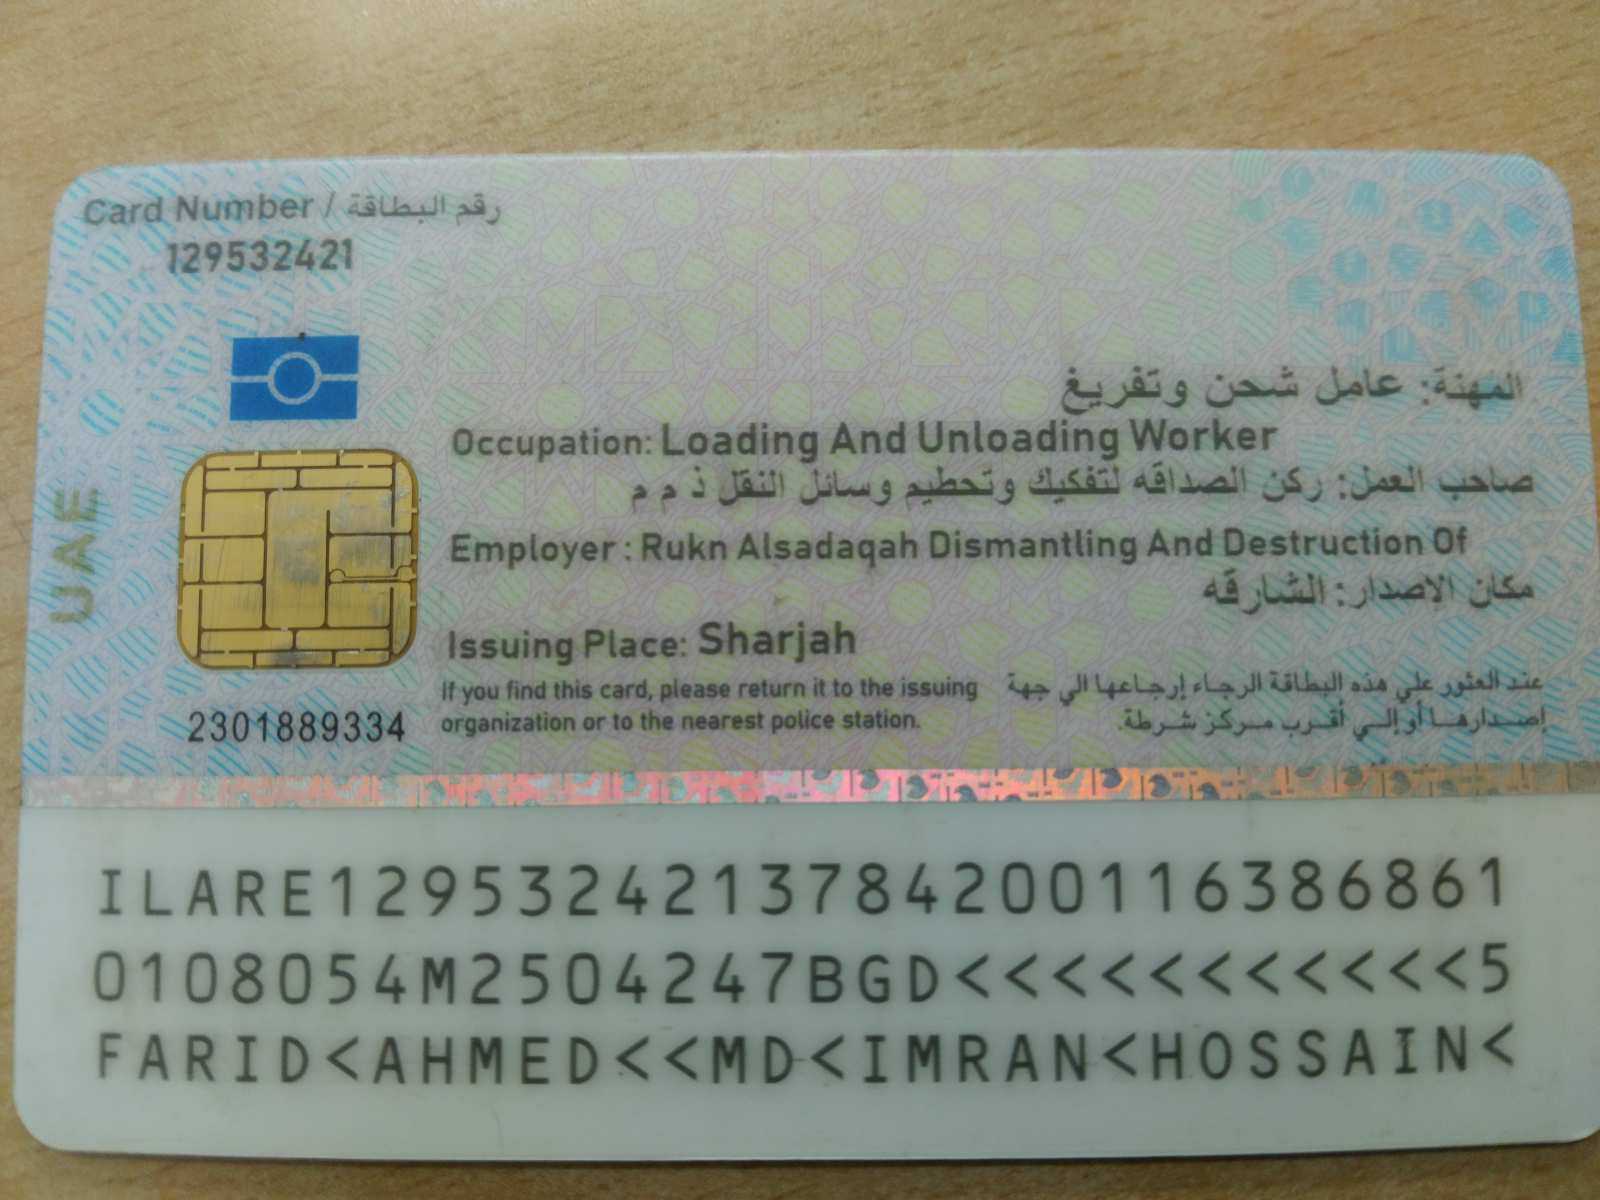 Card Number / رقم البطاقة
129532421
المهنة: عامل شحن وتفريغ
Occupation: Loading And Unloading Worker
صاحب العمل: ركن الصداقه لتفكيك وتحطيم وسائل النقل ذ م م
Employer : Rukn Alsadaqah Dismantling And Destruction Of
مكان الاصدار: الشارقه
Issuing Place: Sharjah
UAE
If you find this card, please return it to the issuing
organization or to the nearest police station.
عند العثور علي هذه البطاقة الرجاء إرجاعها الي جهة
إصدارها أو إلي أقرب مركز شرطة.
2301889334
ILARE1295324213784200116386861
0108054M2504247BGD<<<<<<<<<<<5
FARID<AHMED<<MD<IMRAN<HOSSAIN<